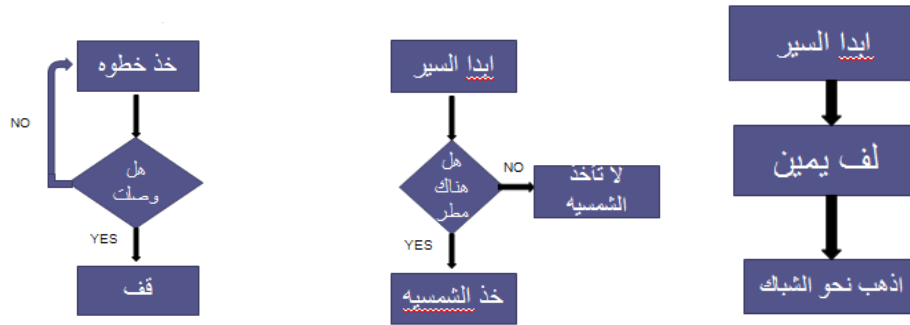 خذ خطوه
NO
هل
وصلت
YES
قف
ابدا السير
هل
هناك
مطر
NO
لا تأخذ
الشمسيه
YES
خذ الشمسيه
ابدا السير
لف يمين
اذهب نحو الشباك